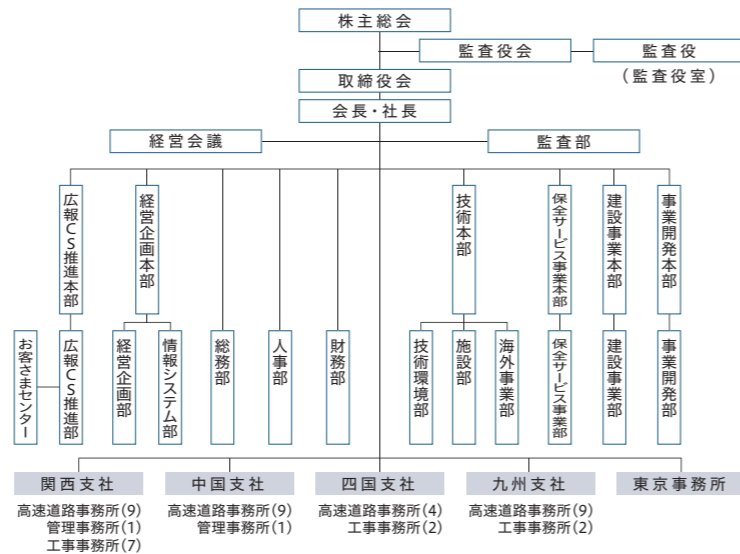 株主総会
監査役会
監査役
(監査役室)
取締役会
会長・社長
経営会議
監査部
広報CS推進本部
経営企画本部
技術本部
保全サービス事業本部
建設事業本部
事業開発本部
お客さまセンター
広報CS推進部
経営企画部
情報システム部
総務部
人事部
財務部
技術環境部
施設部
海外事業部
保全サービス事業部
建設事業部
事業開発部
関西支社
高速道路事務所(9)
管理事務所(1)
工事事務所(7)
中国支社
高速道路事務所(9)
管理事務所(1)
四国支社
高速道路事務所(4)
工事事務所(2)
九州支社
高速道路事務所(9)
工事事務所(2)
東京事務所